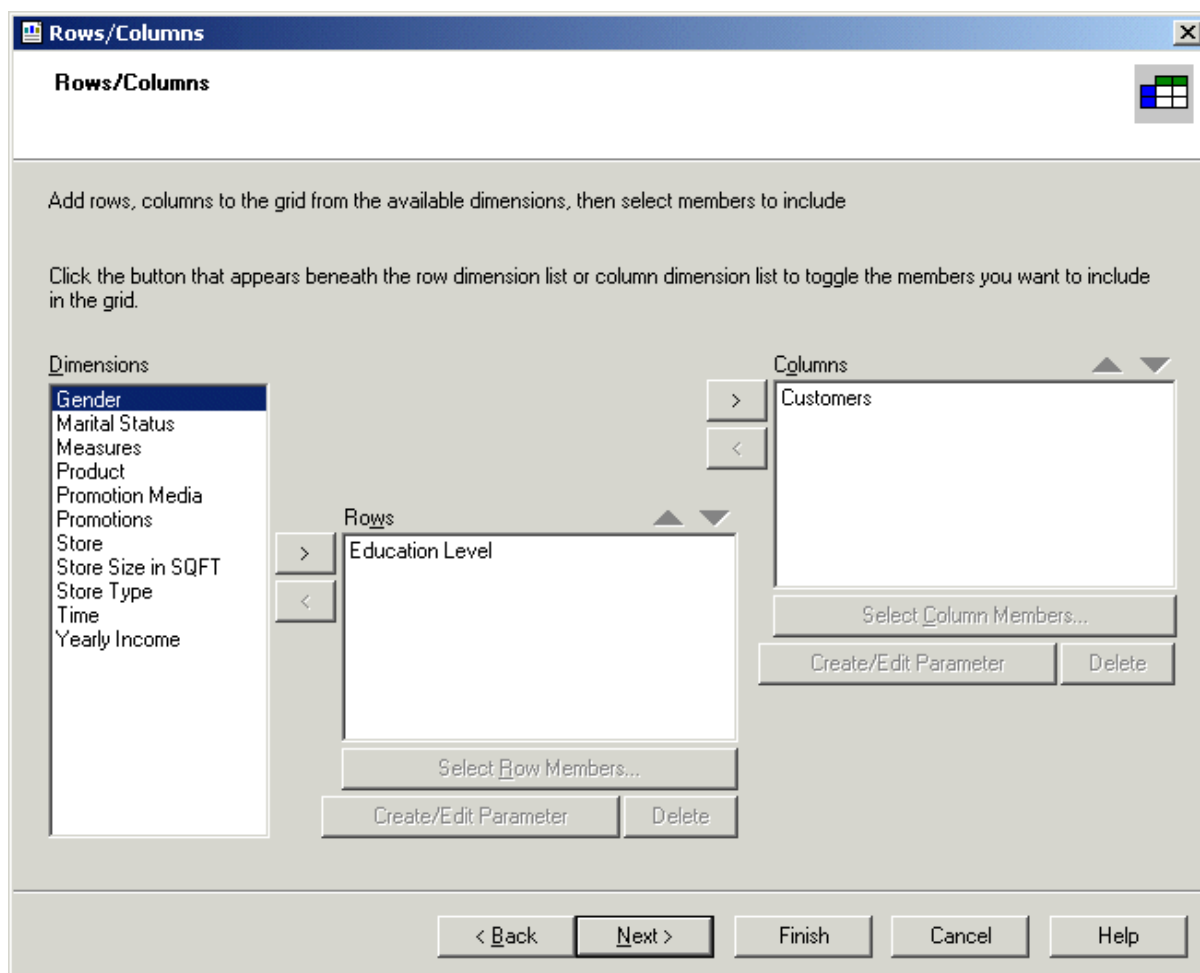 Rows/Columns
Rows/Columns
Add rows, columns to the grid from the available dimensions, then select members to include
Click the button that appears beneath the row dimension list or column dimension list to toggle the members you want to include
in the grid.
Dimensions
Gender
Marital Status
Measures
Product
Promotion Media
Promotions
Store
Store Size in SQFT
Store Type
Time
Yearly Income
>
<
Rows
Education Level
Select Row Members...
Create/Edit Parameter
Delete
>
<
Columns
Customers
Select Column Members...
Create/Edit Parameter
Delete
< Back
Next >
Finish
Cancel
Help